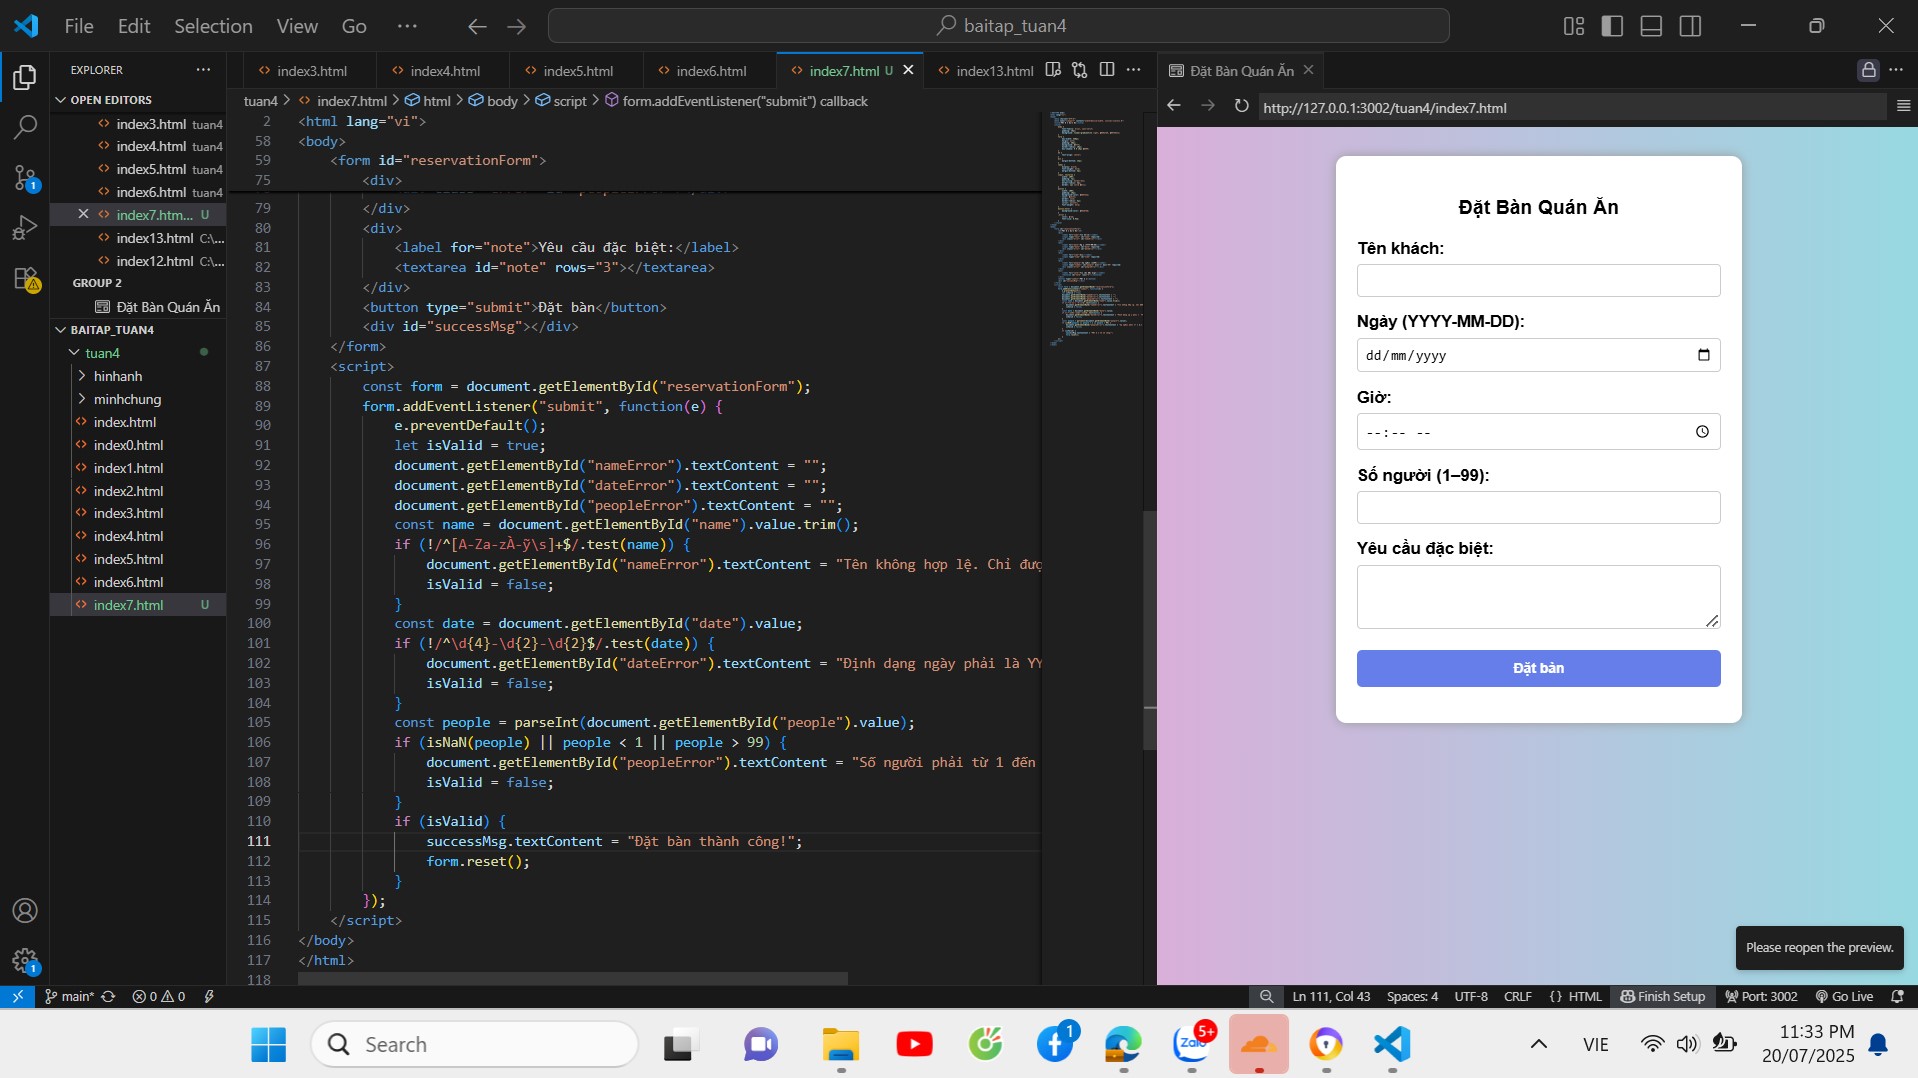 File Edit Selection View Go ···
baitap_tuan4
EXPLORER ···
index3.html index4.html index5.html index6.html index7.html U index13.html ···
Đặt Bàn Quán Ăn
OPEN EDITORS
index3.html tuan4
index4.html tuan4
index5.html tuan4
index6.html tuan4
index7.htm... U
index13.html C:\...
index12.html C:\...
GROUP 2
Đặt Bàn Quán Ăn
BAITAP_TUAN4
tuan4
hinhanh
minhchung
index.html
index0.html
index1.html
index2.html
index3.html
index4.html
index5.html
index6.html
index7.html U
tuan4 > index7.html > html > body > script > form.addEventListener("submit") callback
2 <html lang="vi">
58 <body>
59 <form id="reservationForm">
75 <div>
79 </div>
80 <div>
81 <label for="note">Yêu cầu đặc biệt:</label>
82 <textarea id="note" rows="3"></textarea>
83 </div>
84 <button type="submit">Đặt bàn</button>
85 <div id="successMsg"></div>
86 </form>
87 <script>
88 const form = document.getElementById("reservationForm");
89 form.addEventListener("submit", function(e) {
90 e.preventDefault();
91 let isValid = true;
92 document.getElementById("nameError").textContent = "";
93 document.getElementById("dateError").textContent = "";
94 document.getElementById("peopleError").textContent = "";
95 const name = document.getElementById("name").value.trim();
96 if (!/^[A-Za-zÀ-ỹ\s]+$/.test(name)) {
97 document.getElementById("nameError").textContent = "Tên không hợp lệ. Chỉ đượ
98 isValid = false;
99 }
100 const date = document.getElementById("date").value;
101 if (!/^\d{4}-\d{2}-\d{2}$/.test(date)) {
102 document.getElementById("dateError").textContent = "Định dạng ngày phải là YY
103 isValid = false;
104 }
105 const people = parseInt(document.getElementById("people").value);
106 if (isNaN(people) || people < 1 || people > 99) {
107 document.getElementById("peopleError").textContent = "Số người phải từ 1 đến
108 isValid = false;
109 }
110 if (isValid) {
111 successMsg.textContent = "Đặt bàn thành công!";
112 form.reset();
113 }
114 });
115 </script>
116 </body>
117 </html>
118
http://127.0.0.1:3002/tuan4/index7.html
Đặt Bàn Quán Ăn
Tên khách:
Ngày (YYYY-MM-DD):
dd/mm/yyyy
Giờ:
--:-- --
Số người (1–99):
Yêu cầu đặc biệt:
Đặt bàn
Please reopen the preview.
main* 0 0
Ln 111, Col 43 Spaces: 4 UTF-8 CRLF {} HTML Finish Setup Port: 3002 Go Live
Search
1
5+
Zalo
VIE
11:33 PM
20/07/2025